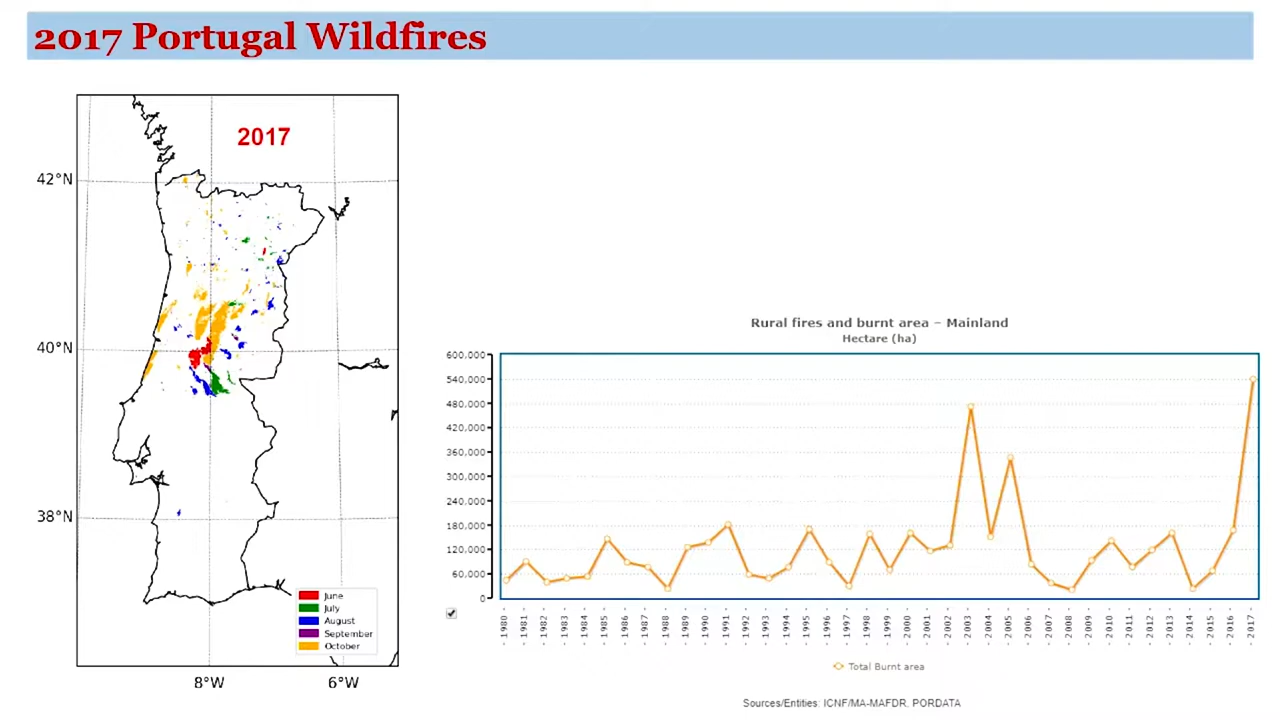 2017 Portugal Wildfires
2017
42°N
40°N
38°N
8°W
6°W
June
July
August
September
October
Rural fires and burnt area – Mainland
Hectare (ha)
600,000
540,000
480,000
420,000
360,000
300,000
240,000
180,000
120,000
60,000
0
- 1980 -
- 1981 -
- 1982 -
- 1983 -
- 1984 -
- 1985 -
- 1986 -
- 1987 -
- 1988 -
- 1989 -
- 1990 -
- 1991 -
- 1992 -
- 1993 -
- 1994 -
- 1995 -
- 1996 -
- 1997 -
- 1998 -
- 1999 -
- 2000 -
- 2001 -
- 2002 -
- 2003 -
- 2004 -
- 2005 -
- 2006 -
- 2007 -
- 2008 -
- 2009 -
- 2010 -
- 2011 -
- 2012 -
- 2013 -
- 2014 -
- 2015 -
- 2016 -
- 2017 -
Total Burnt area
Sources/Entities: ICNF/MA-MAFDR, PORDATA